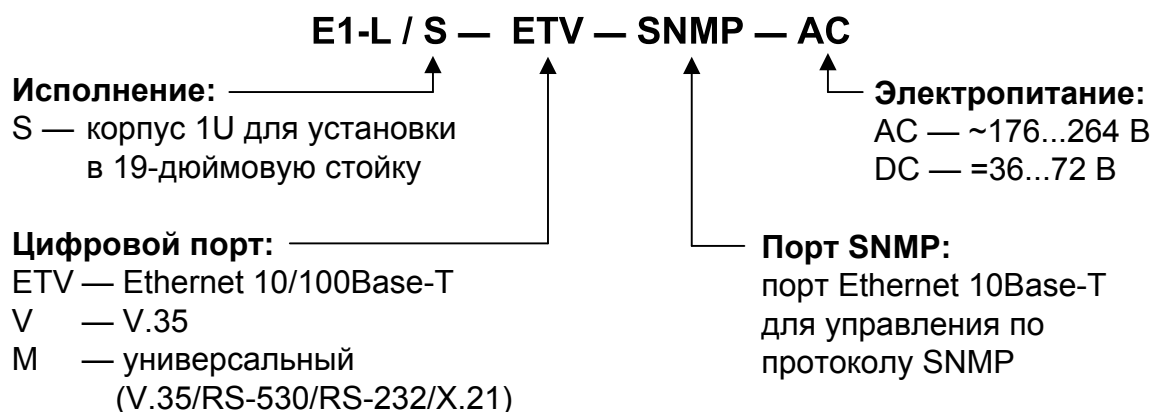 E1-L / S — ETV — SNMP — AC
Исполнение:
S — корпус 1U для установки
в 19-дюймовую стойку
Электропитание:
AC — ~176...264 В
DC — =36...72 В
Цифровой порт:
ETV — Ethernet 10/100Base-T
V — V.35
M — универсальный
(V.35/RS-530/RS-232/X.21)
Порт SNMP:
порт Ethernet 10Base-T
для управления по
протоколу SNMP